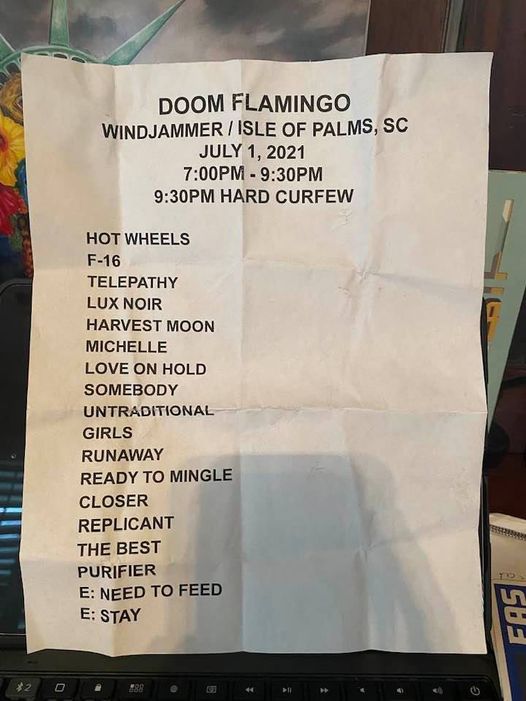 DOOM FLAMINGO
WINDJAMMER / ISLE OF PALMS, SC
JULY 1, 2021
7:00PM - 9:30PM
9:30PM HARD CURFEW
HOT WHEELS
F-16
TELEPATHY
LUX NOIR
HARVEST MOON
MICHELLE
LOVE ON HOLD
SOMEBODY
UNTRADITIONAL
GIRLS
RUNAWAY
READY TO MINGLE
CLOSER
REPLICANT
THE BEST
PURIFIER
E: NEED TO FEED
E: STAY
EAS
2